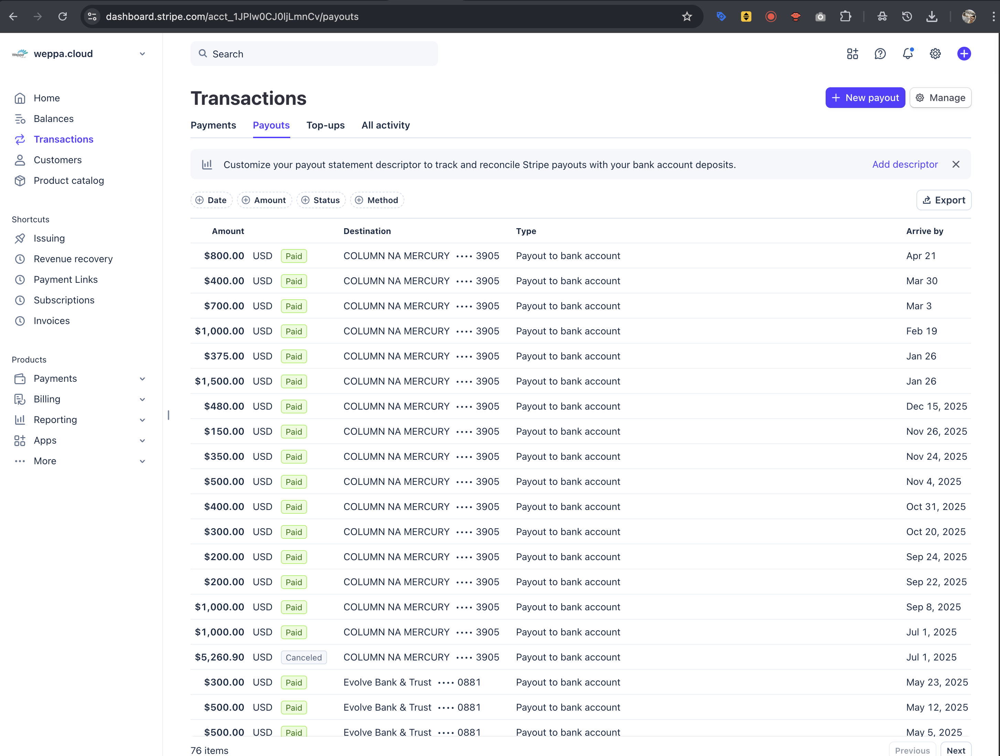 dashboard.stripe.com/acct_1JPIw0CJ0IjLmnCv/payouts
weppa.cloud
Search
Home
Balances
Transactions
Customers
Product catalog
Shortcuts
Issuing
Revenue recovery
Payment Links
Subscriptions
Invoices
Products
Payments
Billing
Reporting
Apps
More
Transactions
New payout
Manage
Payments Payouts Top-ups All activity
Customize your payout statement descriptor to track and reconcile Stripe payouts with your bank account deposits. Add descriptor
Date Amount Status Method Export
Amount Destination Type Arrive by
$800.00 USD Paid COLUMN NA MERCURY •••• 3905 Payout to bank account Apr 21
$400.00 USD Paid COLUMN NA MERCURY •••• 3905 Payout to bank account Mar 30
$700.00 USD Paid COLUMN NA MERCURY •••• 3905 Payout to bank account Mar 3
$1,000.00 USD Paid COLUMN NA MERCURY •••• 3905 Payout to bank account Feb 19
$375.00 USD Paid COLUMN NA MERCURY •••• 3905 Payout to bank account Jan 26
$1,500.00 USD Paid COLUMN NA MERCURY •••• 3905 Payout to bank account Jan 26
$480.00 USD Paid COLUMN NA MERCURY •••• 3905 Payout to bank account Dec 15, 2025
$150.00 USD Paid COLUMN NA MERCURY •••• 3905 Payout to bank account Nov 26, 2025
$350.00 USD Paid COLUMN NA MERCURY •••• 3905 Payout to bank account Nov 24, 2025
$500.00 USD Paid COLUMN NA MERCURY •••• 3905 Payout to bank account Nov 4, 2025
$400.00 USD Paid COLUMN NA MERCURY •••• 3905 Payout to bank account Oct 31, 2025
$300.00 USD Paid COLUMN NA MERCURY •••• 3905 Payout to bank account Oct 20, 2025
$200.00 USD Paid COLUMN NA MERCURY •••• 3905 Payout to bank account Sep 24, 2025
$200.00 USD Paid COLUMN NA MERCURY •••• 3905 Payout to bank account Sep 22, 2025
$1,000.00 USD Paid COLUMN NA MERCURY •••• 3905 Payout to bank account Sep 8, 2025
$1,000.00 USD Paid COLUMN NA MERCURY •••• 3905 Payout to bank account Jul 1, 2025
$5,260.90 USD Canceled COLUMN NA MERCURY •••• 3905 Payout to bank account Jul 1, 2025
$300.00 USD Paid Evolve Bank & Trust •••• 0881 Payout to bank account May 23, 2025
$500.00 USD Paid Evolve Bank & Trust •••• 0881 Payout to bank account May 12, 2025
$500.00 USD Paid Evolve Bank & Trust •••• 0881 Payout to bank account May 5, 2025
76 items Previous Next